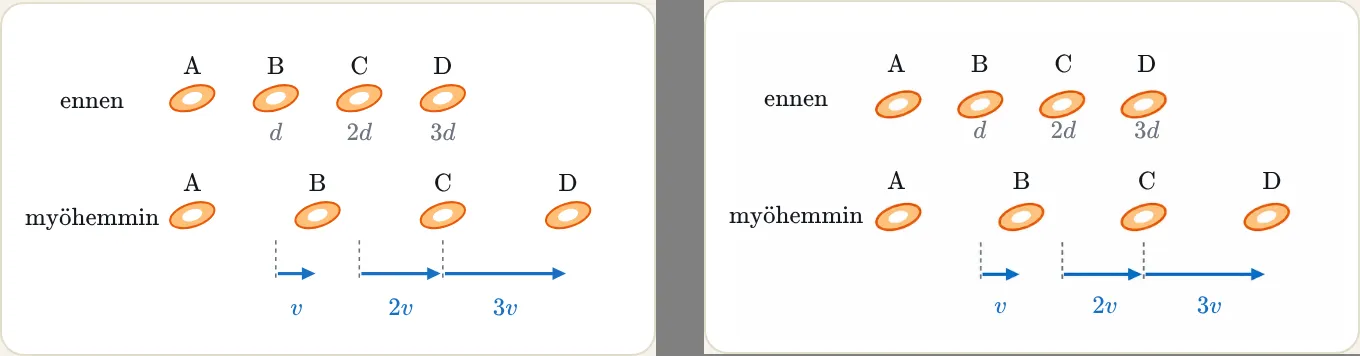 A B C D
ennen
d 2d 3d
A B C D
myöhemmin
v 2v 3v
A B C D
ennen
d 2d 3d
A B C D
myöhemmin
v 2v 3v